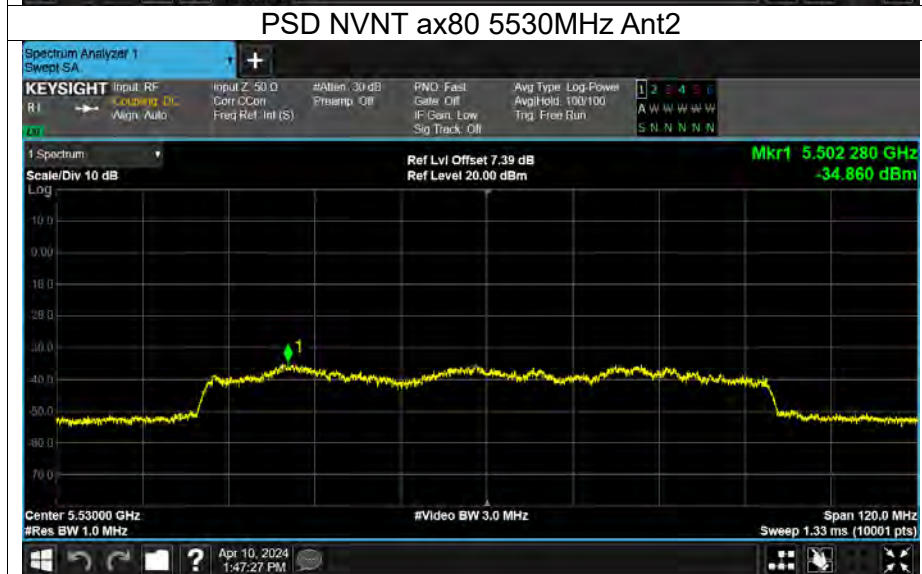 PSD NVNT ax80 5530MHz Ant2
Spectrum Analyzer 1
Swept SA
+
KEYSIGHT Input: RF Input Z: 50 Ω #Atten: 30 dB PNO: Fast Avg Type: Log-Power 1 2 3 4 5 6
Coupling: DC Corr CCorr Preamp: Off Gate: Off Avg|Hold: 100/100 A W W W W W
Align: Auto Freq Ref: Int (S) IF Gain: Low Trig: Free Run
Sig Track: Off S N N N N N
1 Spectrum
Ref Lvl Offset 7.39 dB Mkr1 5.502 280 GHz
Scale/Div 10 dB Ref Level 20.00 dBm -34.860 dBm
Log
10.0
0.00
-40.0
-50.0
-60.0
-70.0
1
Center 5.53000 GHz #Video BW 3.0 MHz Span 120.0 MHz
#Res BW 1.0 MHz Sweep 1.33 ms (10001 pts)
? Apr 10, 2024
1:47:27 PM